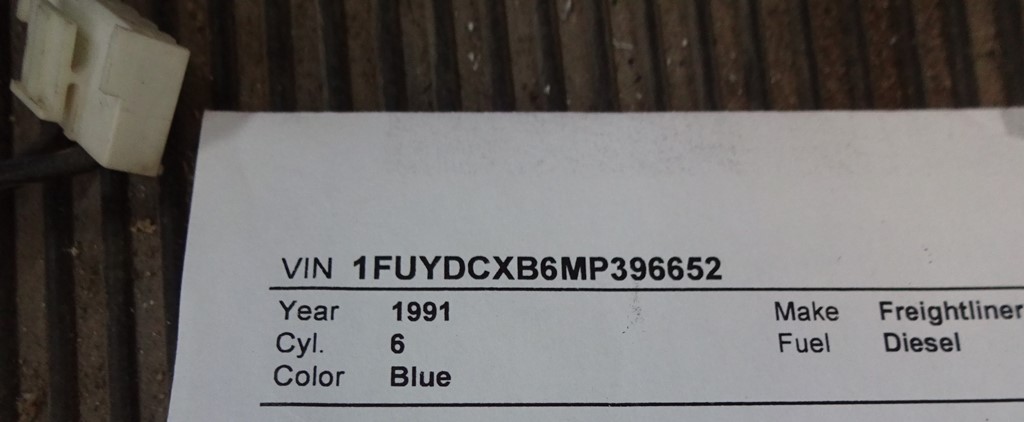 VIN 1FUYDCXB6MP396652
Year 1991 Make Freightliner
Cyl. 6 Fuel Diesel
Color Blue